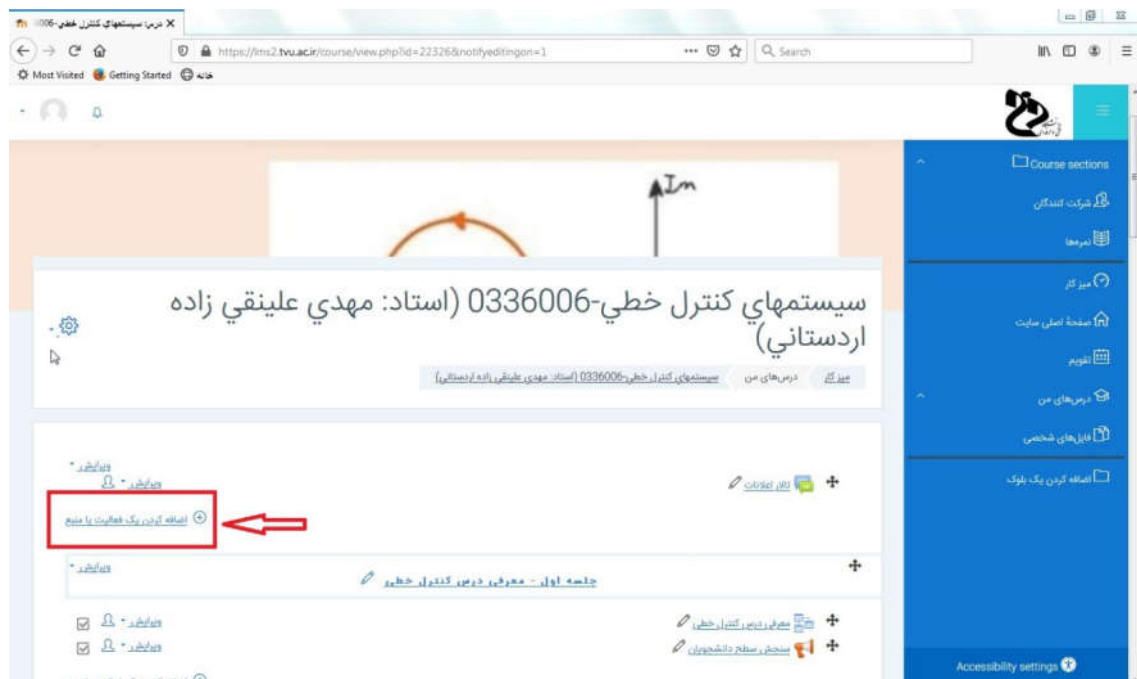 درس: سیستمهای کنترل خطی-0336006
https://lms2.tvu.ac.ir/course/view.php?id=22326&notifyeditingon=1
Search
Most Visited
Getting Started
خانه
Im
Course sections
شرکت کنندگان
نمره‌ها
میز کار
صفحهٔ اصلی سایت
تقویم
درس‌های من
فایل‌های شخصی
اضافه کردن یک بلوک
Accessibility settings
سیستمهاي کنترل خطي-0336006 (استاد: مهدي علینقي زاده
اردستاني)
میز کار
درس‌های من
سیستمهاي کنترل خطي-0336006 (استاد: مهدي علینقي زاده اردستاني)
ویرایش
تالار اعلانات
ویرایش
اضافه کردن یک فعالیت یا منبع
ویرایش
جلسه اول - معرفی درس کنترل خطی
معرفی درس کنترل خطی
ویرایش
سنجش سطح دانشجویان
ویرایش